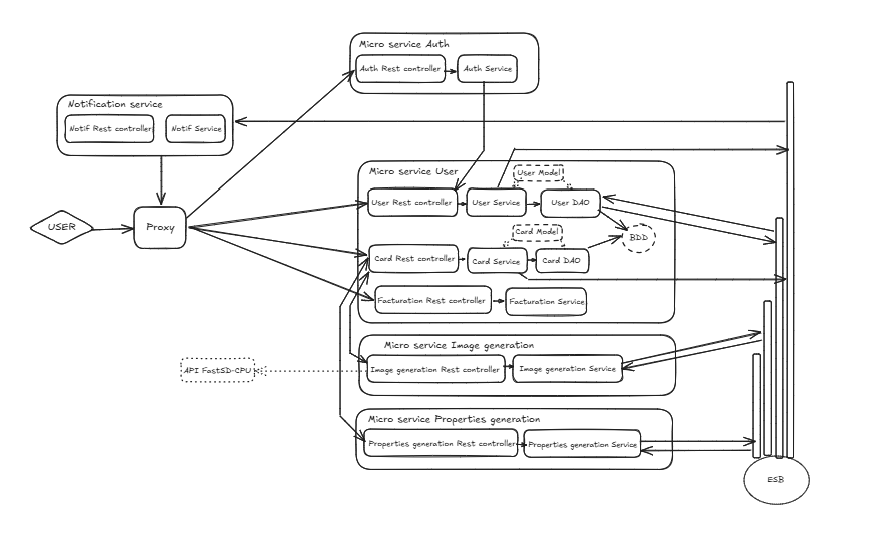 Micro service Auth
Auth Rest controller
Auth Service
Notification service
Notif Rest controller
Notif Service
Micro service User
User Model
User Rest controller
User Service
User DAO
USER
Proxy
Card Model
BDD
Card Rest controller
Card Service
Card DAO
Facturation Rest controller
Facturation Service
Micro service Image generation
API FastSD-CPU
Image generation Rest controller
Image generation Service
Micro service Properties generation
Properties generation Rest controller
Properties generation Service
ESB